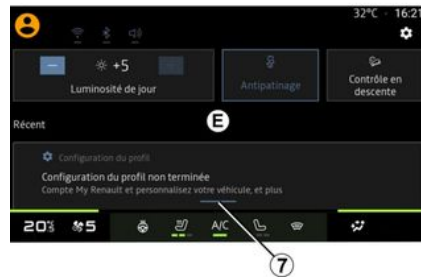 32°C 16:21
+5
Luminosité de jour
Antipatinage
Contrôle en
descente
E
Récent
Configuration du profil
Configuration du profil non terminée
Compte My Renault et personnalisez votre véhicule, et plus
20 5
5
A/C
7